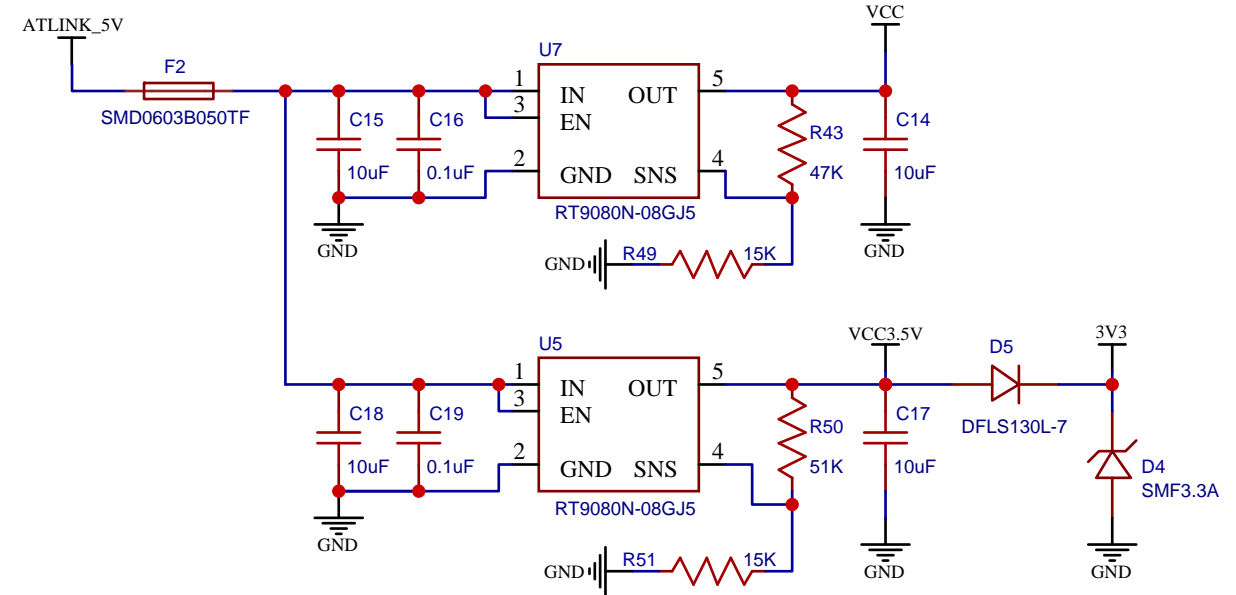 ATLINK_5V
F2
SMD0603B050TF
C15
10uF
C16
0.1uF
GND
U7
1
IN
3
EN
2
GND
OUT
5
SNS
4
RT9080N-08GJ5
VCC
R43
47K
C14
10uF
GND
GND
R49
15K
C18
10uF
C19
0.1uF
GND
U5
1
IN
3
EN
2
GND
OUT
5
SNS
4
RT9080N-08GJ5
VCC3.5V
R50
51K
C17
10uF
GND
GND
R51
15K
D5
DFLS130L-7
3V3
D4
SMF3.3A
GND